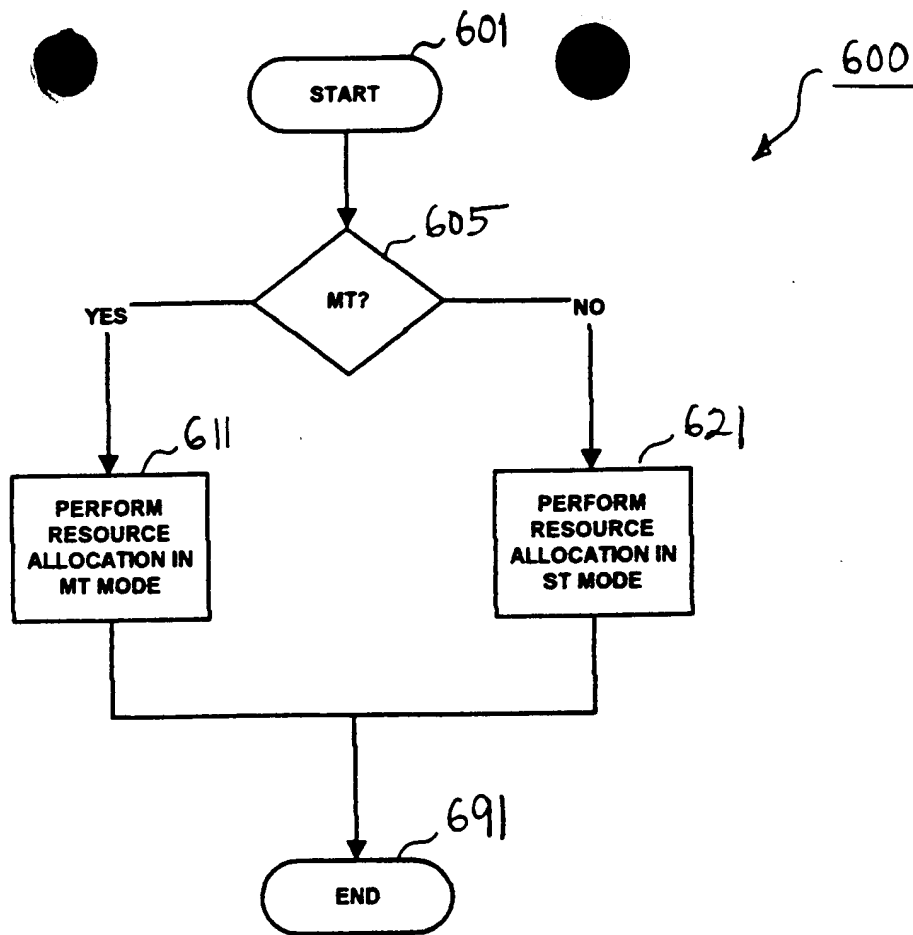 601
600
START
605
MT?
YES
NO
611
621
PERFORM
RESOURCE
ALLOCATION IN
MT MODE
PERFORM
RESOURCE
ALLOCATION IN
ST MODE
691
END